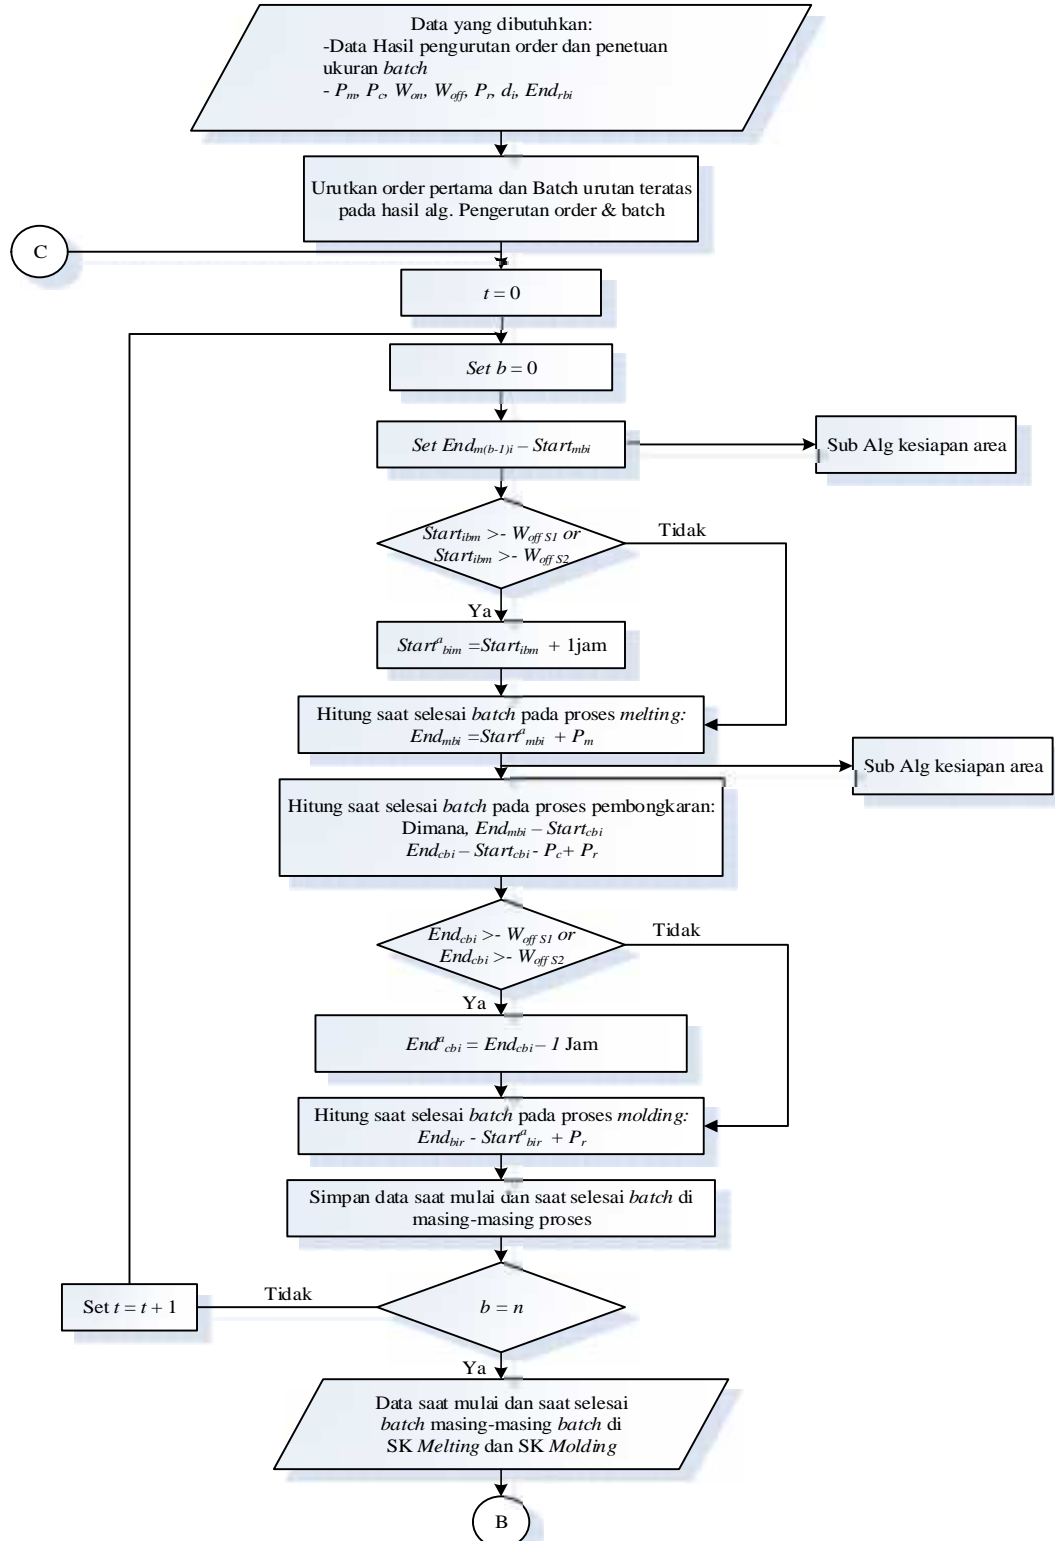 Data yang dibutuhkan:
-Data Hasil pengurutan order dan penetuan
ukuran batch
- Pm, Pc, Won, Woff, Pr, di, Endrbi
Urutkan order pertama dan Batch urutan teratas
pada hasil alg. Pengerutan order & batch
C
t = 0
Set b = 0
Set Endm(b-1)i – Startmbi
Sub Alg kesiapan area
Startibm >- Woff S1 or
Startibm >- Woff S2
Tidak
Ya
Startabim =Startibm + 1jam
Hitung saat selesai batch pada proses melting:
Endmbi =Startambi + Pm
Sub Alg kesiapan area
Hitung saat selesai batch pada proses pembongkaran:
Dimana, Endmbi – Startcbi
Endcbi – Startcbi - Pc+ Pr
Endcbi >- Woff S1 or
Endcbi >- Woff S2
Tidak
Ya
Endacbi = Endcbi – 1 Jam
Hitung saat selesai batch pada proses molding:
Endbir - Startabir + Pr
Simpan data saat mulai dan saat selesai batch di
masing-masing proses
Set t = t + 1
Tidak
b = n
Ya
Data saat mulai dan saat selesai
batch masing-masing batch di
SK Melting dan SK Molding
B